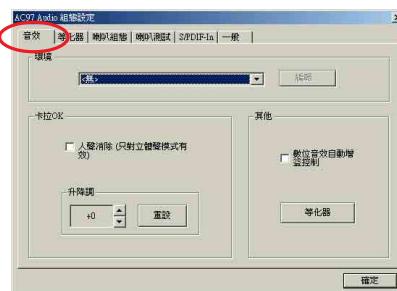 AC97 Audio 組態設定
音效 等化器 喇叭組態 喇叭測試 S/PDIF-In 一般
環境
<無> 編輯
卡拉OK
人聲消除 (只對立體聲模式有效)
升降調
+0 重設
其他
數位音效自動增益控制
等化器
確定